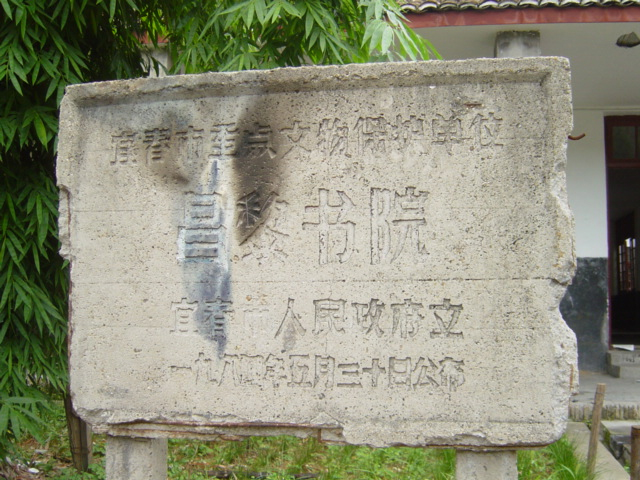 宜春市重点文物保护单位
昌黎书院
宜春市人民政府立
一九八四年五月三十日公布